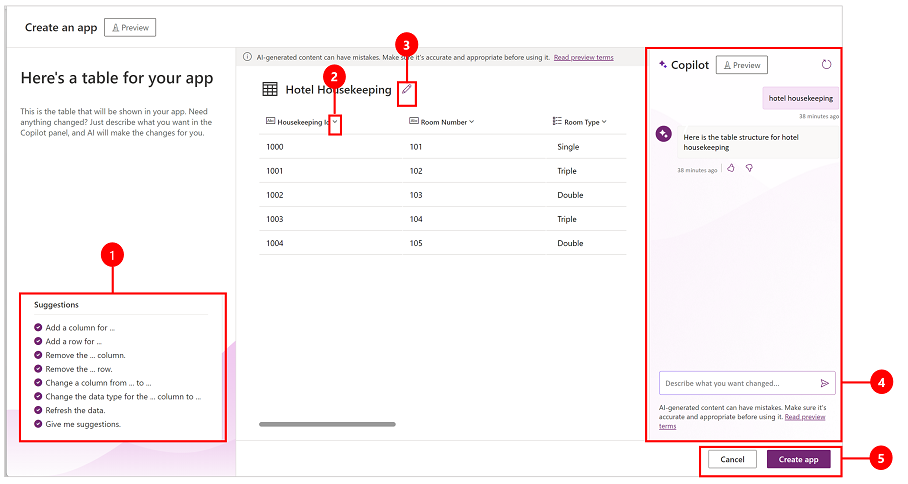 Create an app
Preview
Here's a table for your app
This is the table that will be shown in your app. Need
anything changed? Just describe what you want in the
Copilot panel, and AI will make the changes for you.
1
Suggestions
Add a column for ...
Add a row for ...
Remove the ... column.
Remove the ... row.
Change a column from ... to ...
Change the data type for the ... column to ...
Refresh the data.
Give me suggestions.
AI-generated content can have mistakes. Make sure it's accurate and appropriate before using it. Read preview terms
3
2
Hotel Housekeeping
Abc Housekeeping Id
Abc Room Number
Room Type
1000 101 Single
1001 102 Triple
1002 103 Double
1003 104 Triple
1004 105 Double
Copilot
Preview
hotel housekeeping
38 minutes ago
Here is the table structure for hotel
housekeeping
38 minutes ago
Describe what you want changed...
4
AI-generated content can have mistakes. Make sure it's
accurate and appropriate before using it. Read preview
terms
Cancel
Create app
5